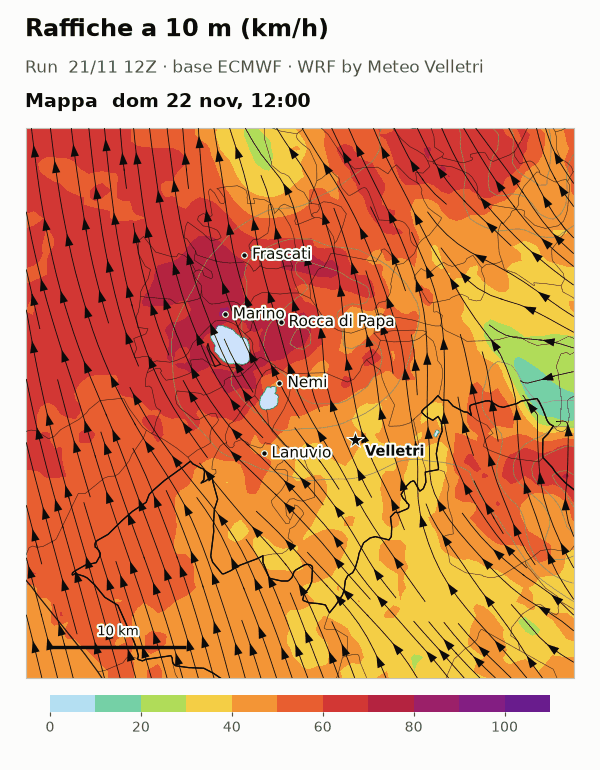 Raffiche a 10 m (km/h)
Run 21/11 12Z · base ECMWF · WRF by Meteo Velletri
Mappa dom 22 nov, 12:00
Frascati
Marino
Rocca di Papa
Nemi
Velletri
Lanuvio
10 km
0 20 40 60 80 100